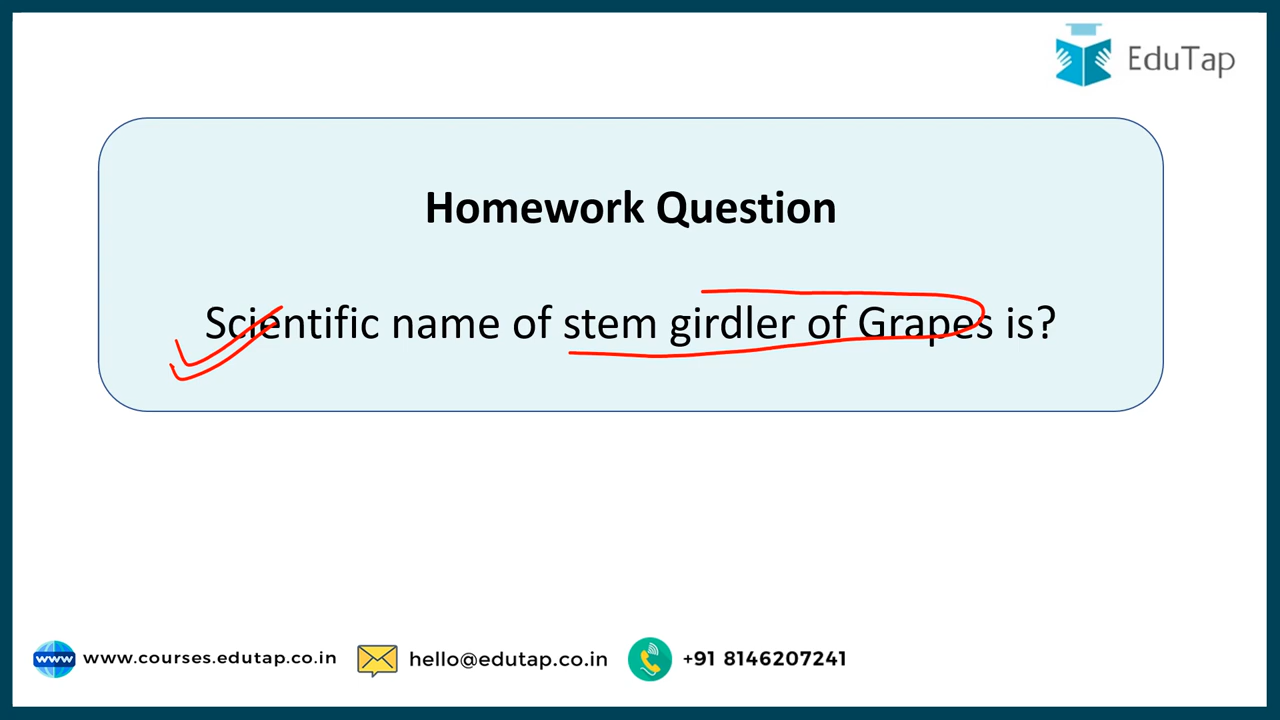 EduTap
Homework Question
Scientific name of stem girdler of Grapes is?
www www.courses.edutap.co.in hello@edutap.co.in +91 8146207241